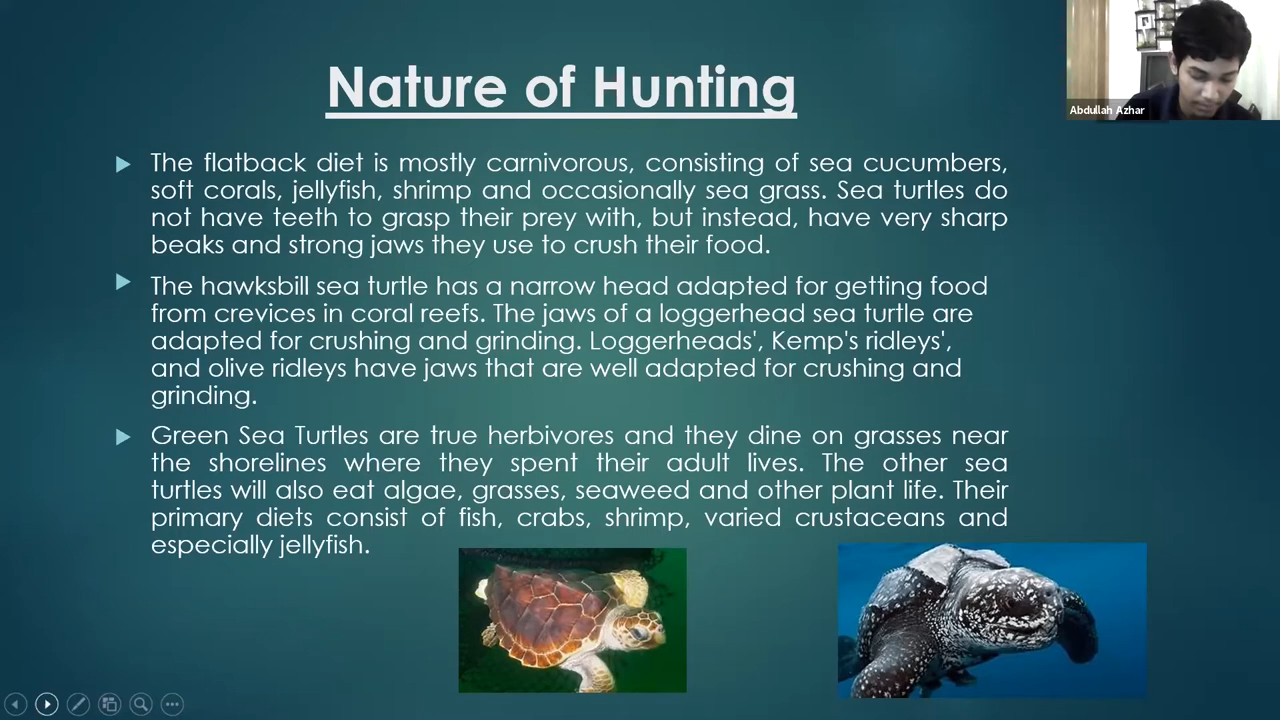 Nature of Hunting
Abdullah Azhar
The flatback diet is mostly carnivorous, consisting of sea cucumbers,
soft corals, jellyfish, shrimp and occasionally sea grass. Sea turtles do
not have teeth to grasp their prey with, but instead, have very sharp
beaks and strong jaws they use to crush their food.
The hawksbill sea turtle has a narrow head adapted for getting food
from crevices in coral reefs. The jaws of a loggerhead sea turtle are
adapted for crushing and grinding. Loggerheads', Kemp's ridleys',
and olive ridleys have jaws that are well adapted for crushing and
grinding.
Green Sea Turtles are true herbivores and they dine on grasses near
the shorelines where they spent their adult lives. The other sea
turtles will also eat algae, grasses, seaweed and other plant life. Their
primary diets consist of fish, crabs, shrimp, varied crustaceans and
especially jellyfish.